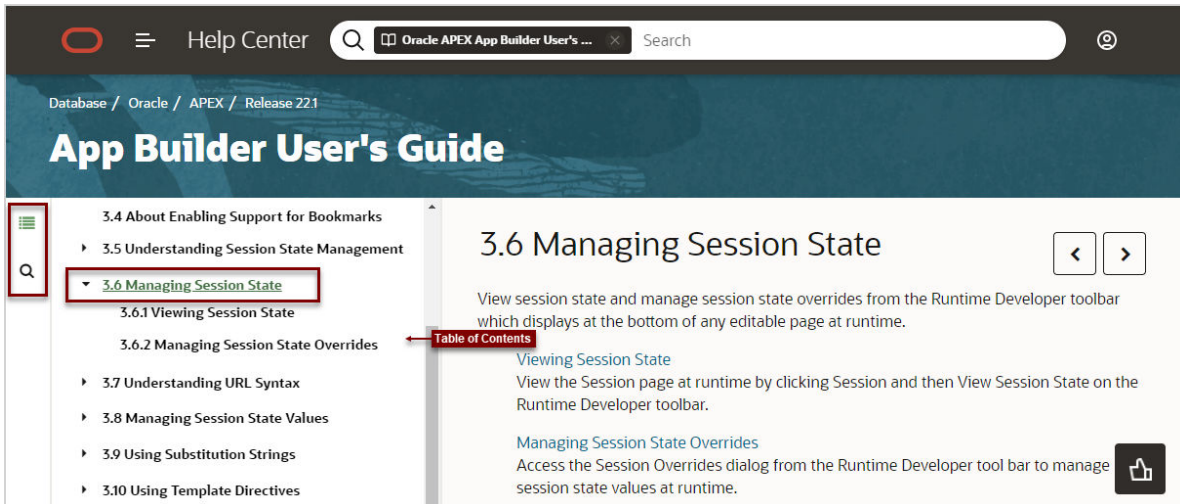 Help Center
Oracle APEX App Builder User's ...
Search
Database / Oracle / APEX / Release 22.1
App Builder User's Guide
3.4 About Enabling Support for Bookmarks
3.5 Understanding Session State Management
3.6 Managing Session State
3.6.1 Viewing Session State
3.6.2 Managing Session State Overrides
3.7 Understanding URL Syntax
3.8 Managing Session State Values
3.9 Using Substitution Strings
3.10 Using Template Directives
Table of Contents
3.6 Managing Session State
View session state and manage session state overrides from the Runtime Developer toolbar
which displays at the bottom of any editable page at runtime.
Viewing Session State
View the Session page at runtime by clicking Session and then View Session State on the
Runtime Developer toolbar.
Managing Session State Overrides
Access the Session Overrides dialog from the Runtime Developer tool bar to manage
session state values at runtime.